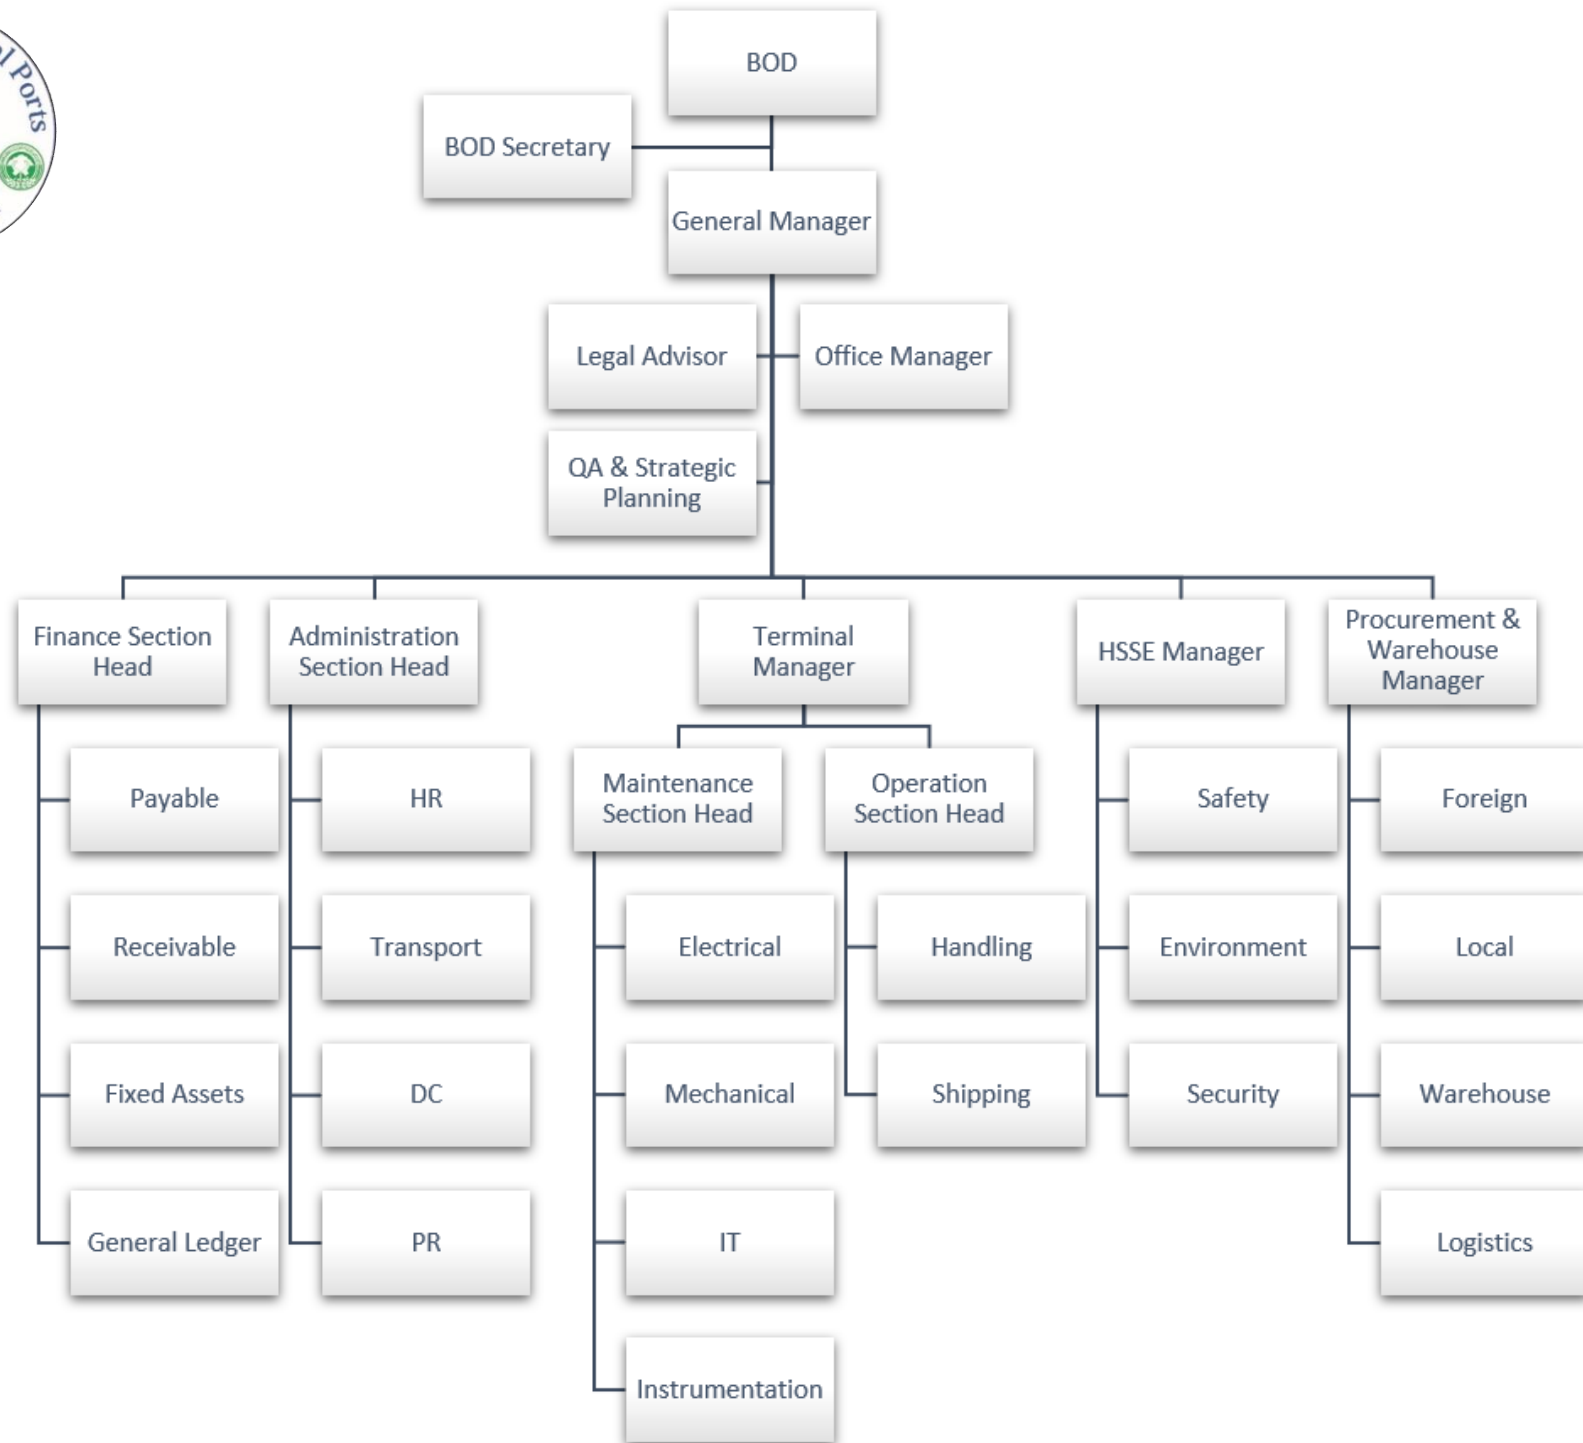 l Ports
BOD
BOD Secretary
General Manager
Legal Advisor
Office Manager
QA & Strategic
Planning
Finance Section
Head
Administration
Section Head
Terminal
Manager
HSSE Manager
Procurement &
Warehouse
Manager
Payable
HR
Maintenance
Section Head
Operation
Section Head
Safety
Foreign
Receivable
Transport
Electrical
Handling
Environment
Local
Fixed Assets
DC
Mechanical
Shipping
Security
Warehouse
General Ledger
PR
IT
Logistics
Instrumentation